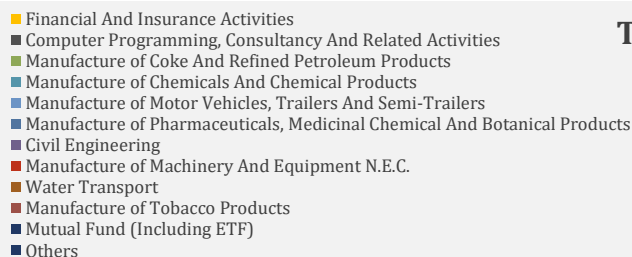 Financial And Insurance Activities
T
Computer Programming, Consultancy And Related Activities
Manufacture of Coke And Refined Petroleum Products
Manufacture of Chemicals And Chemical Products
Manufacture of Motor Vehicles, Trailers And Semi-Trailers
Manufacture of Pharmaceuticals, Medicinal Chemical And Botanical Products
Civil Engineering
Manufacture of Machinery And Equipment N.E.C.
Water Transport
Manufacture of Tobacco Products
Mutual Fund (Including ETF)
Others